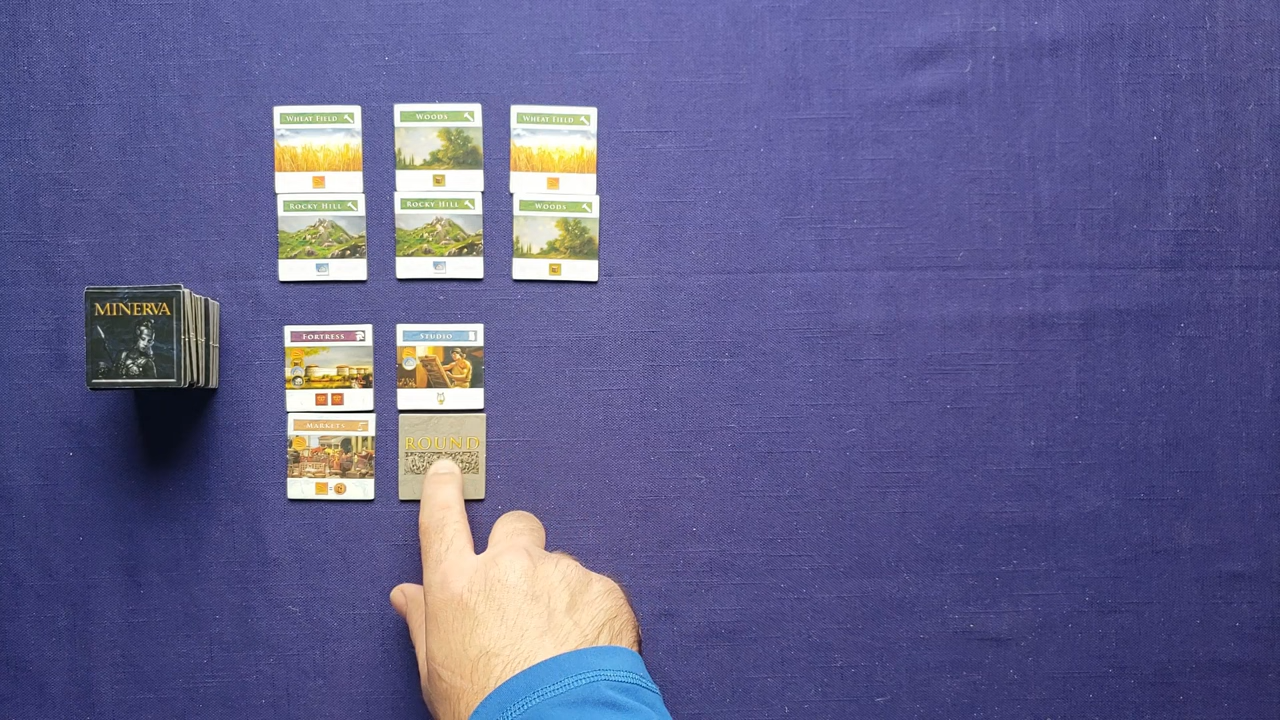 WHEAT FIELD
WOODS
WHEAT FIELD
ROCKY HILL
ROCKY HILL
WOODS
MINERVA
FORTRESS
STUDIO
MARKETS
ROUND